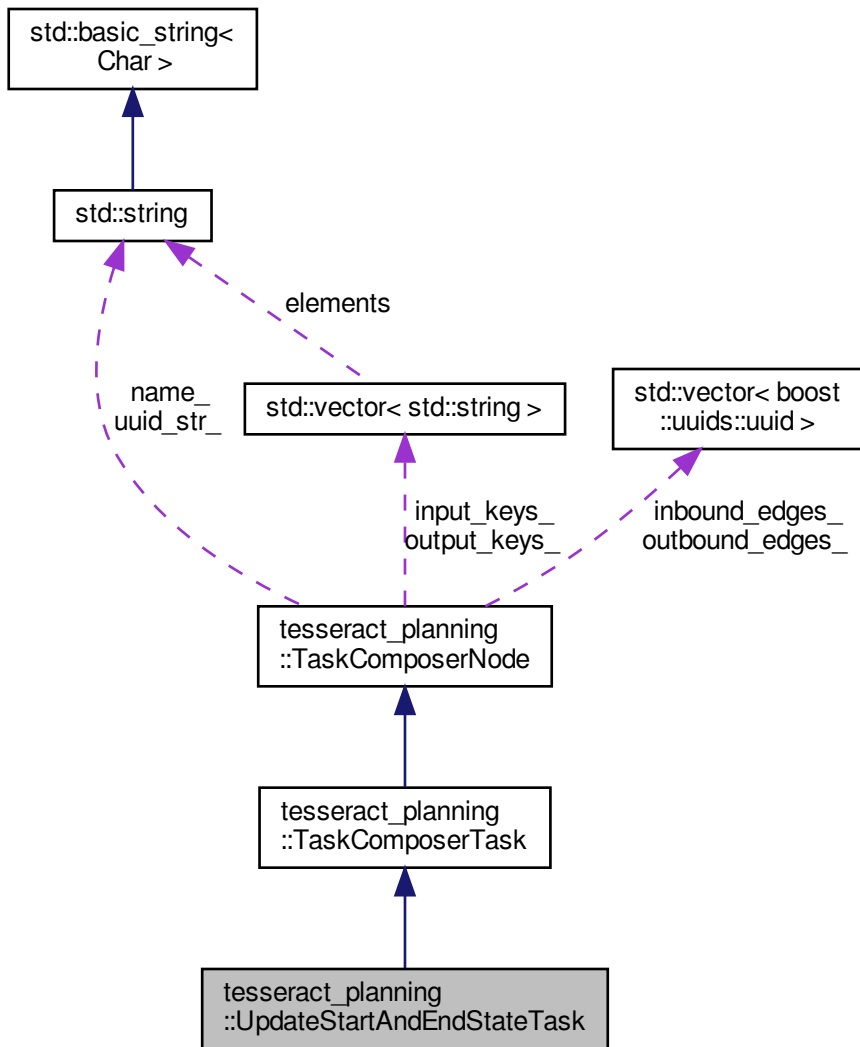 std::basic_string<
Char >
std::string
elements
name_
uuid_str_
std::vector< std::string >
std::vector< boost
::uuids::uuid >
input_keys_
output_keys_
inbound_edges_
outbound_edges_
tesseract_planning
::TaskComposerNode
tesseract_planning
::TaskComposerTask
tesseract_planning
::UpdateStartAndEndStateTask